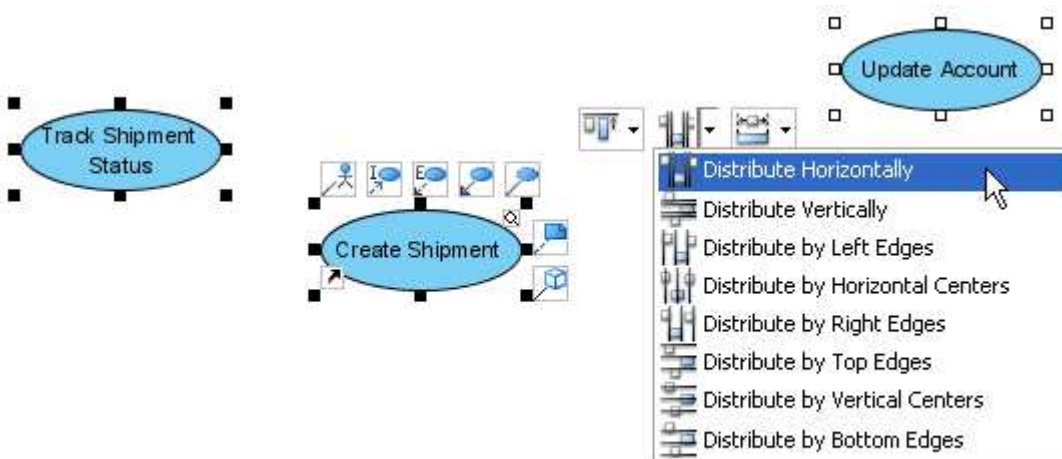 Update Account
Track Shipment
Status
Create Shipment
I
E
Distribute Horizontally
Distribute Vertically
Distribute by Left Edges
Distribute by Horizontal Centers
Distribute by Right Edges
Distribute by Top Edges
Distribute by Vertical Centers
Distribute by Bottom Edges